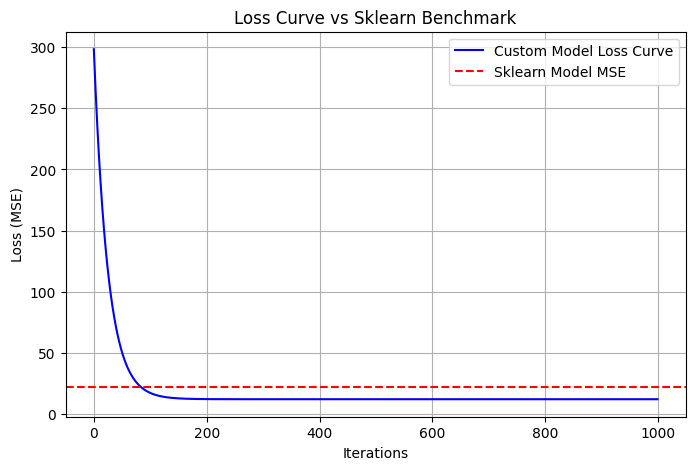 Loss Curve vs Sklearn Benchmark
Custom Model Loss Curve
Sklearn Model MSE
Loss (MSE)
300
250
200
150
100
50
0
0 200 400 600 800 1000
Iterations